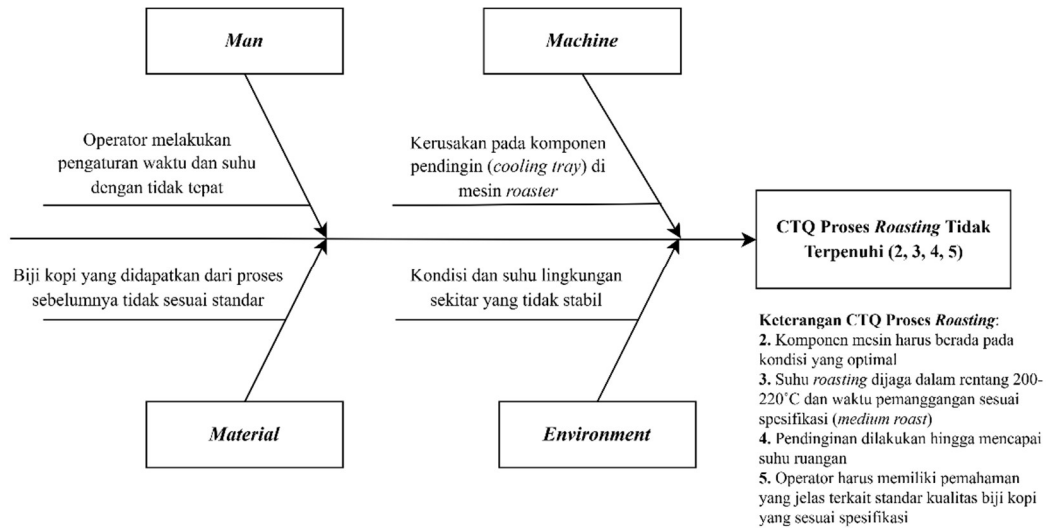 Man
Machine
Operator melakukan
pengaturan waktu dan suhu
dengan tidak tepat
Kerusakan pada komponen
pendingin (cooling tray) di
mesin roaster
CTQ Proses Roasting Tidak
Terpenuhi (2, 3, 4, 5)
Biji kopi yang didapatkan dari proses
sebelumnya tidak sesuai standar
Kondisi dan suhu lingkungan
sekitar yang tidak stabil
Material
Environment
Keterangan CTQ Proses Roasting:
2. Komponen mesin harus berada pada
kondisi yang optimal
3. Suhu roasting dijaga dalam rentang 200-
220°C dan waktu pemanggangan sesuai
spesifikasi (medium roast)
4. Pendinginan dilakukan hingga mencapai
suhu ruangan
5. Operator harus memiliki pemahaman
yang jelas terkait standar kualitas biji kopi
yang sesuai spesifikasi